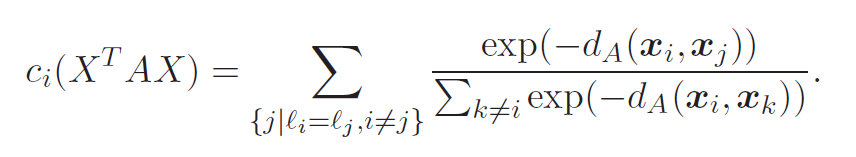 c_i(X^T AX) = \sum_{\{j|\ell_i=\ell_j,i\neq j\}} \frac{\exp(-d_A(\boldsymbol{x}_i,\boldsymbol{x}_j))}{\sum_{k\neq i}\exp(-d_A(\boldsymbol{x}_i,\boldsymbol{x}_k))}.